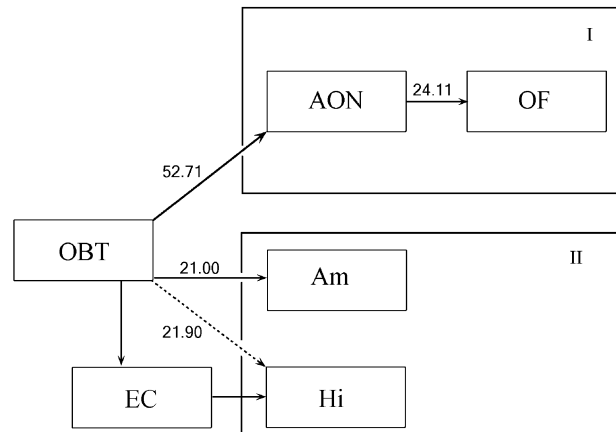 I
AON
24.11
OF
52.71
OBT
21.00
Am
II
21.90
EC
Hi